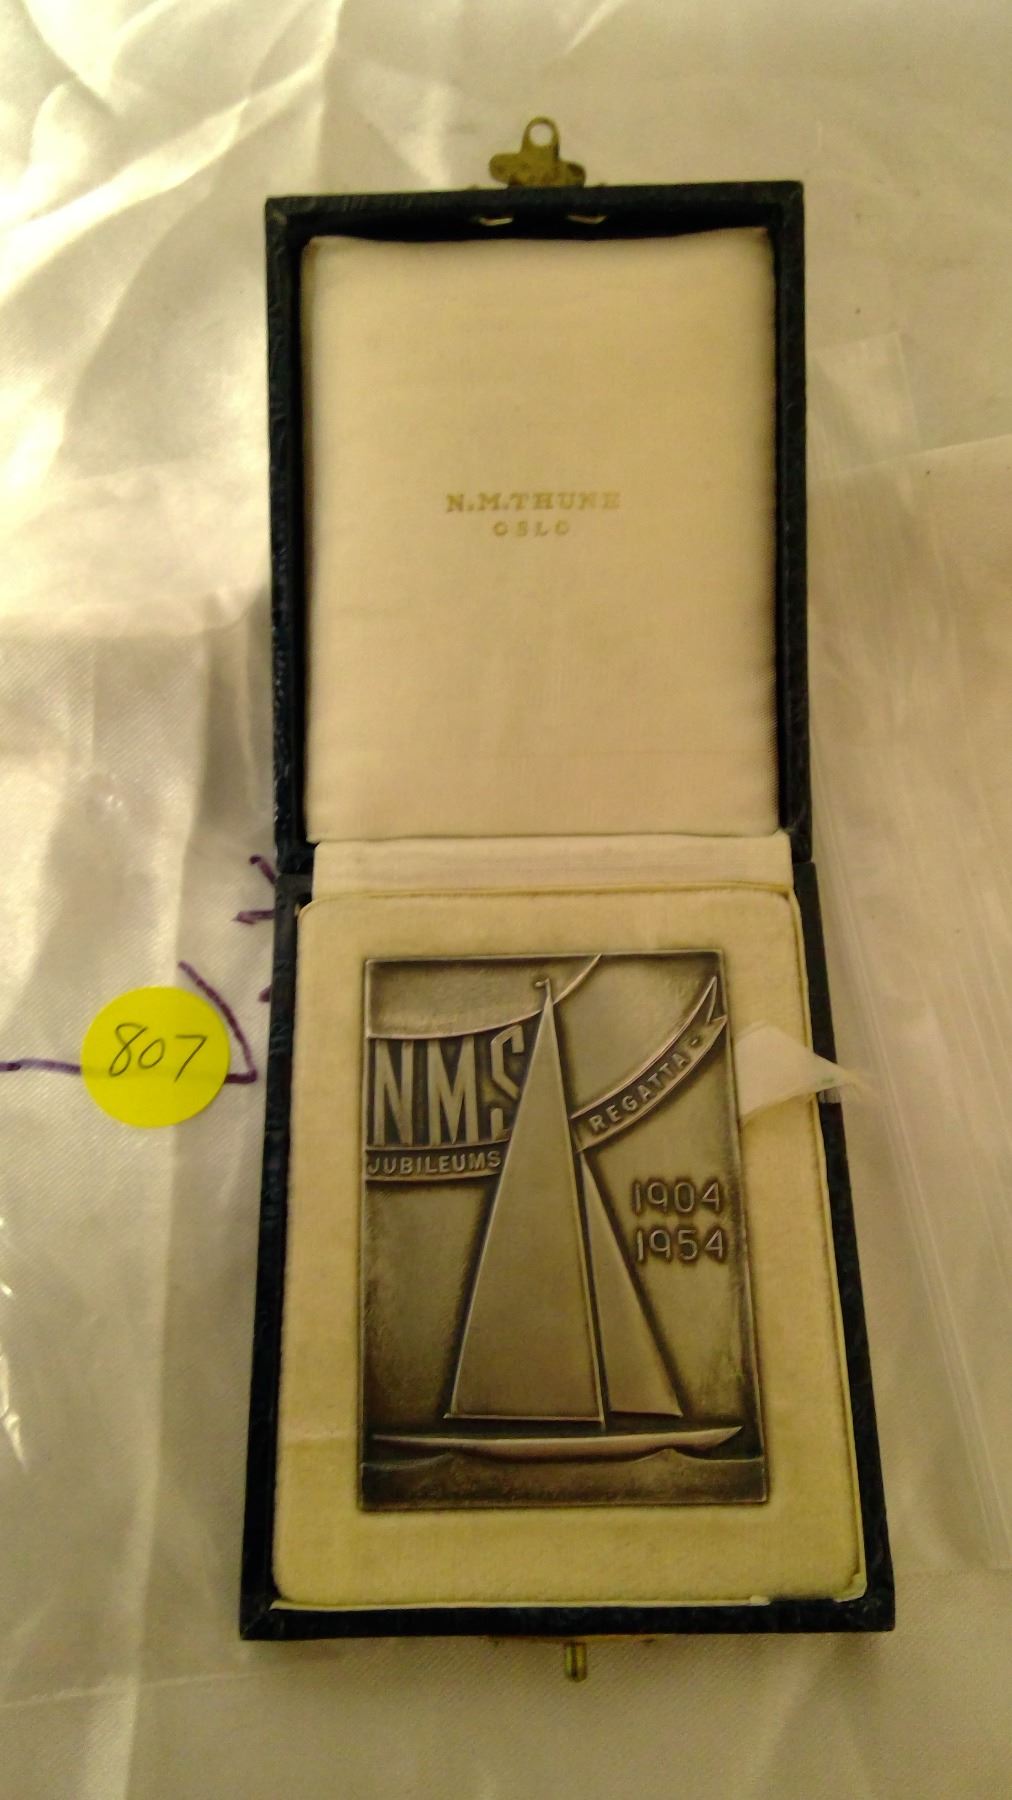 N.M.THUNE
OSLO
NMS
JUBILEUMS
REGATTA
1904
1954
807